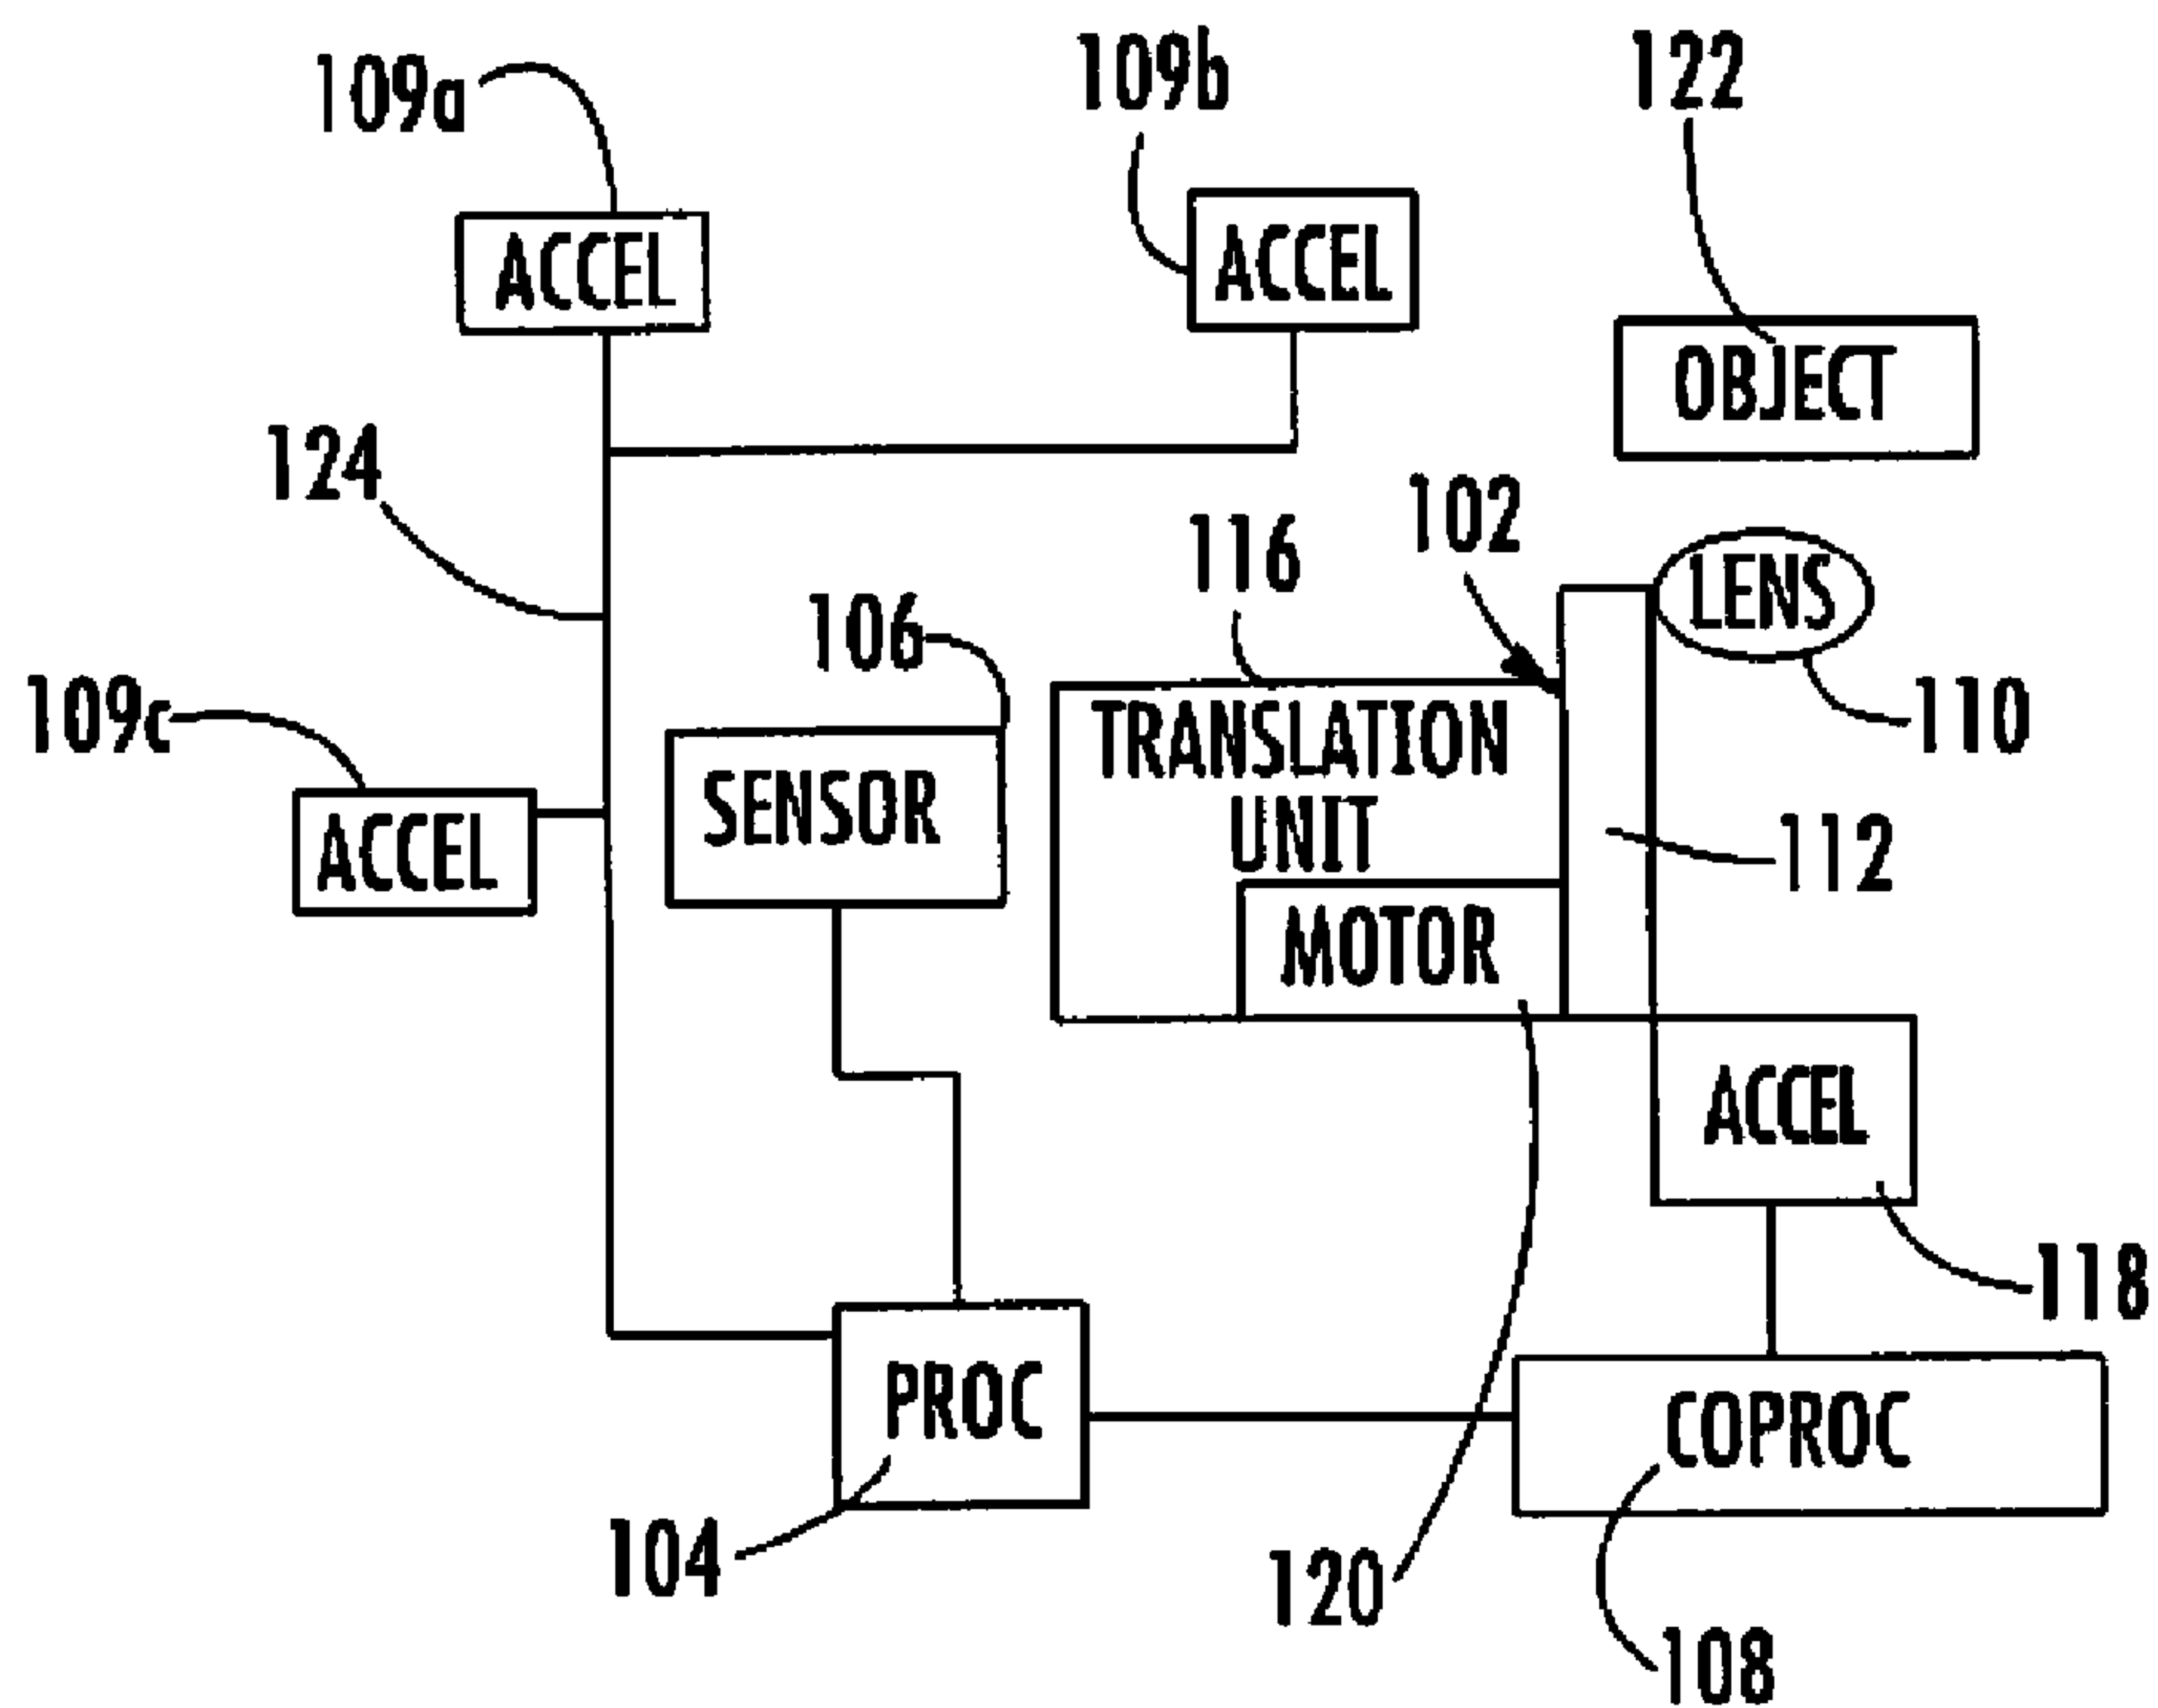 109a
109b
122
ACCEL
ACCEL
OBJECT
124
102
116
LENS
106
109c
110
TRANSLATION
UNIT
SENSOR
ACCEL
112
MOTOR
ACCEL
118
PROC
COPROC
104
120
108